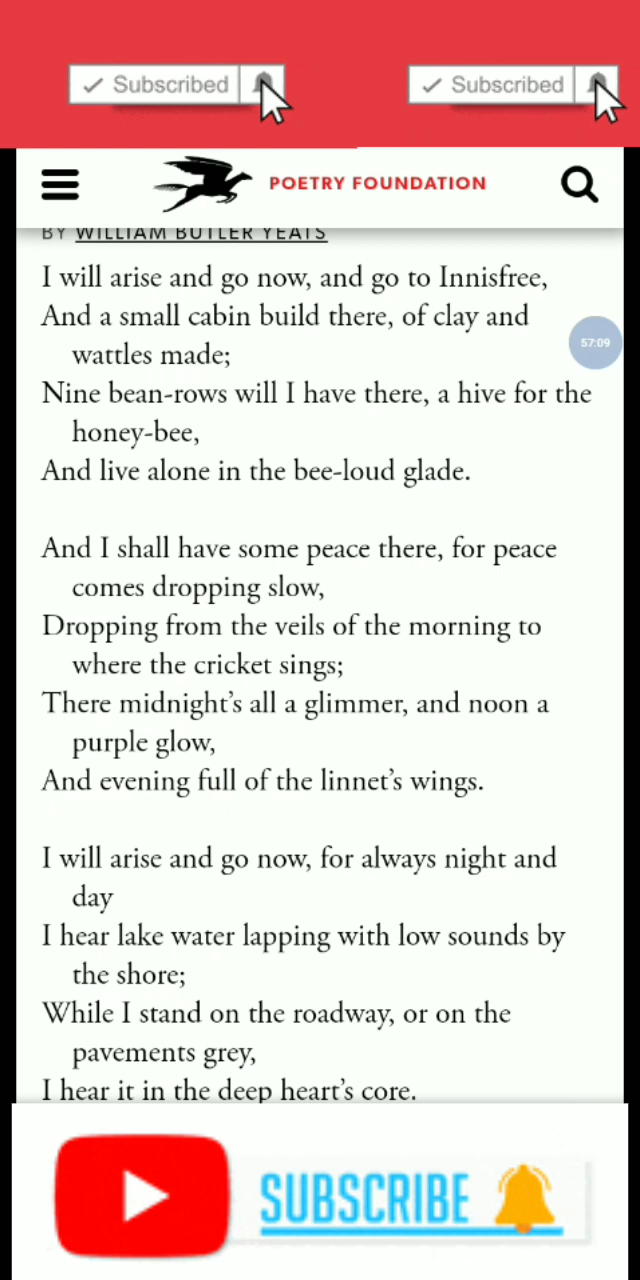 Subscribed Subscribed
POETRY FOUNDATION
BY WILLIAM BUTLER YEATS
I will arise and go now, and go to Innisfree,
And a small cabin build there, of clay and
wattles made;
57:09
Nine bean-rows will I have there, a hive for the
honey-bee,
And live alone in the bee-loud glade.
And I shall have some peace there, for peace
comes dropping slow,
Dropping from the veils of the morning to
where the cricket sings;
There midnight’s all a glimmer, and noon a
purple glow,
And evening full of the linnet’s wings.
I will arise and go now, for always night and
day
I hear lake water lapping with low sounds by
the shore;
While I stand on the roadway, or on the
pavements grey,
I hear it in the deep heart’s core.
SUBSCRIBE